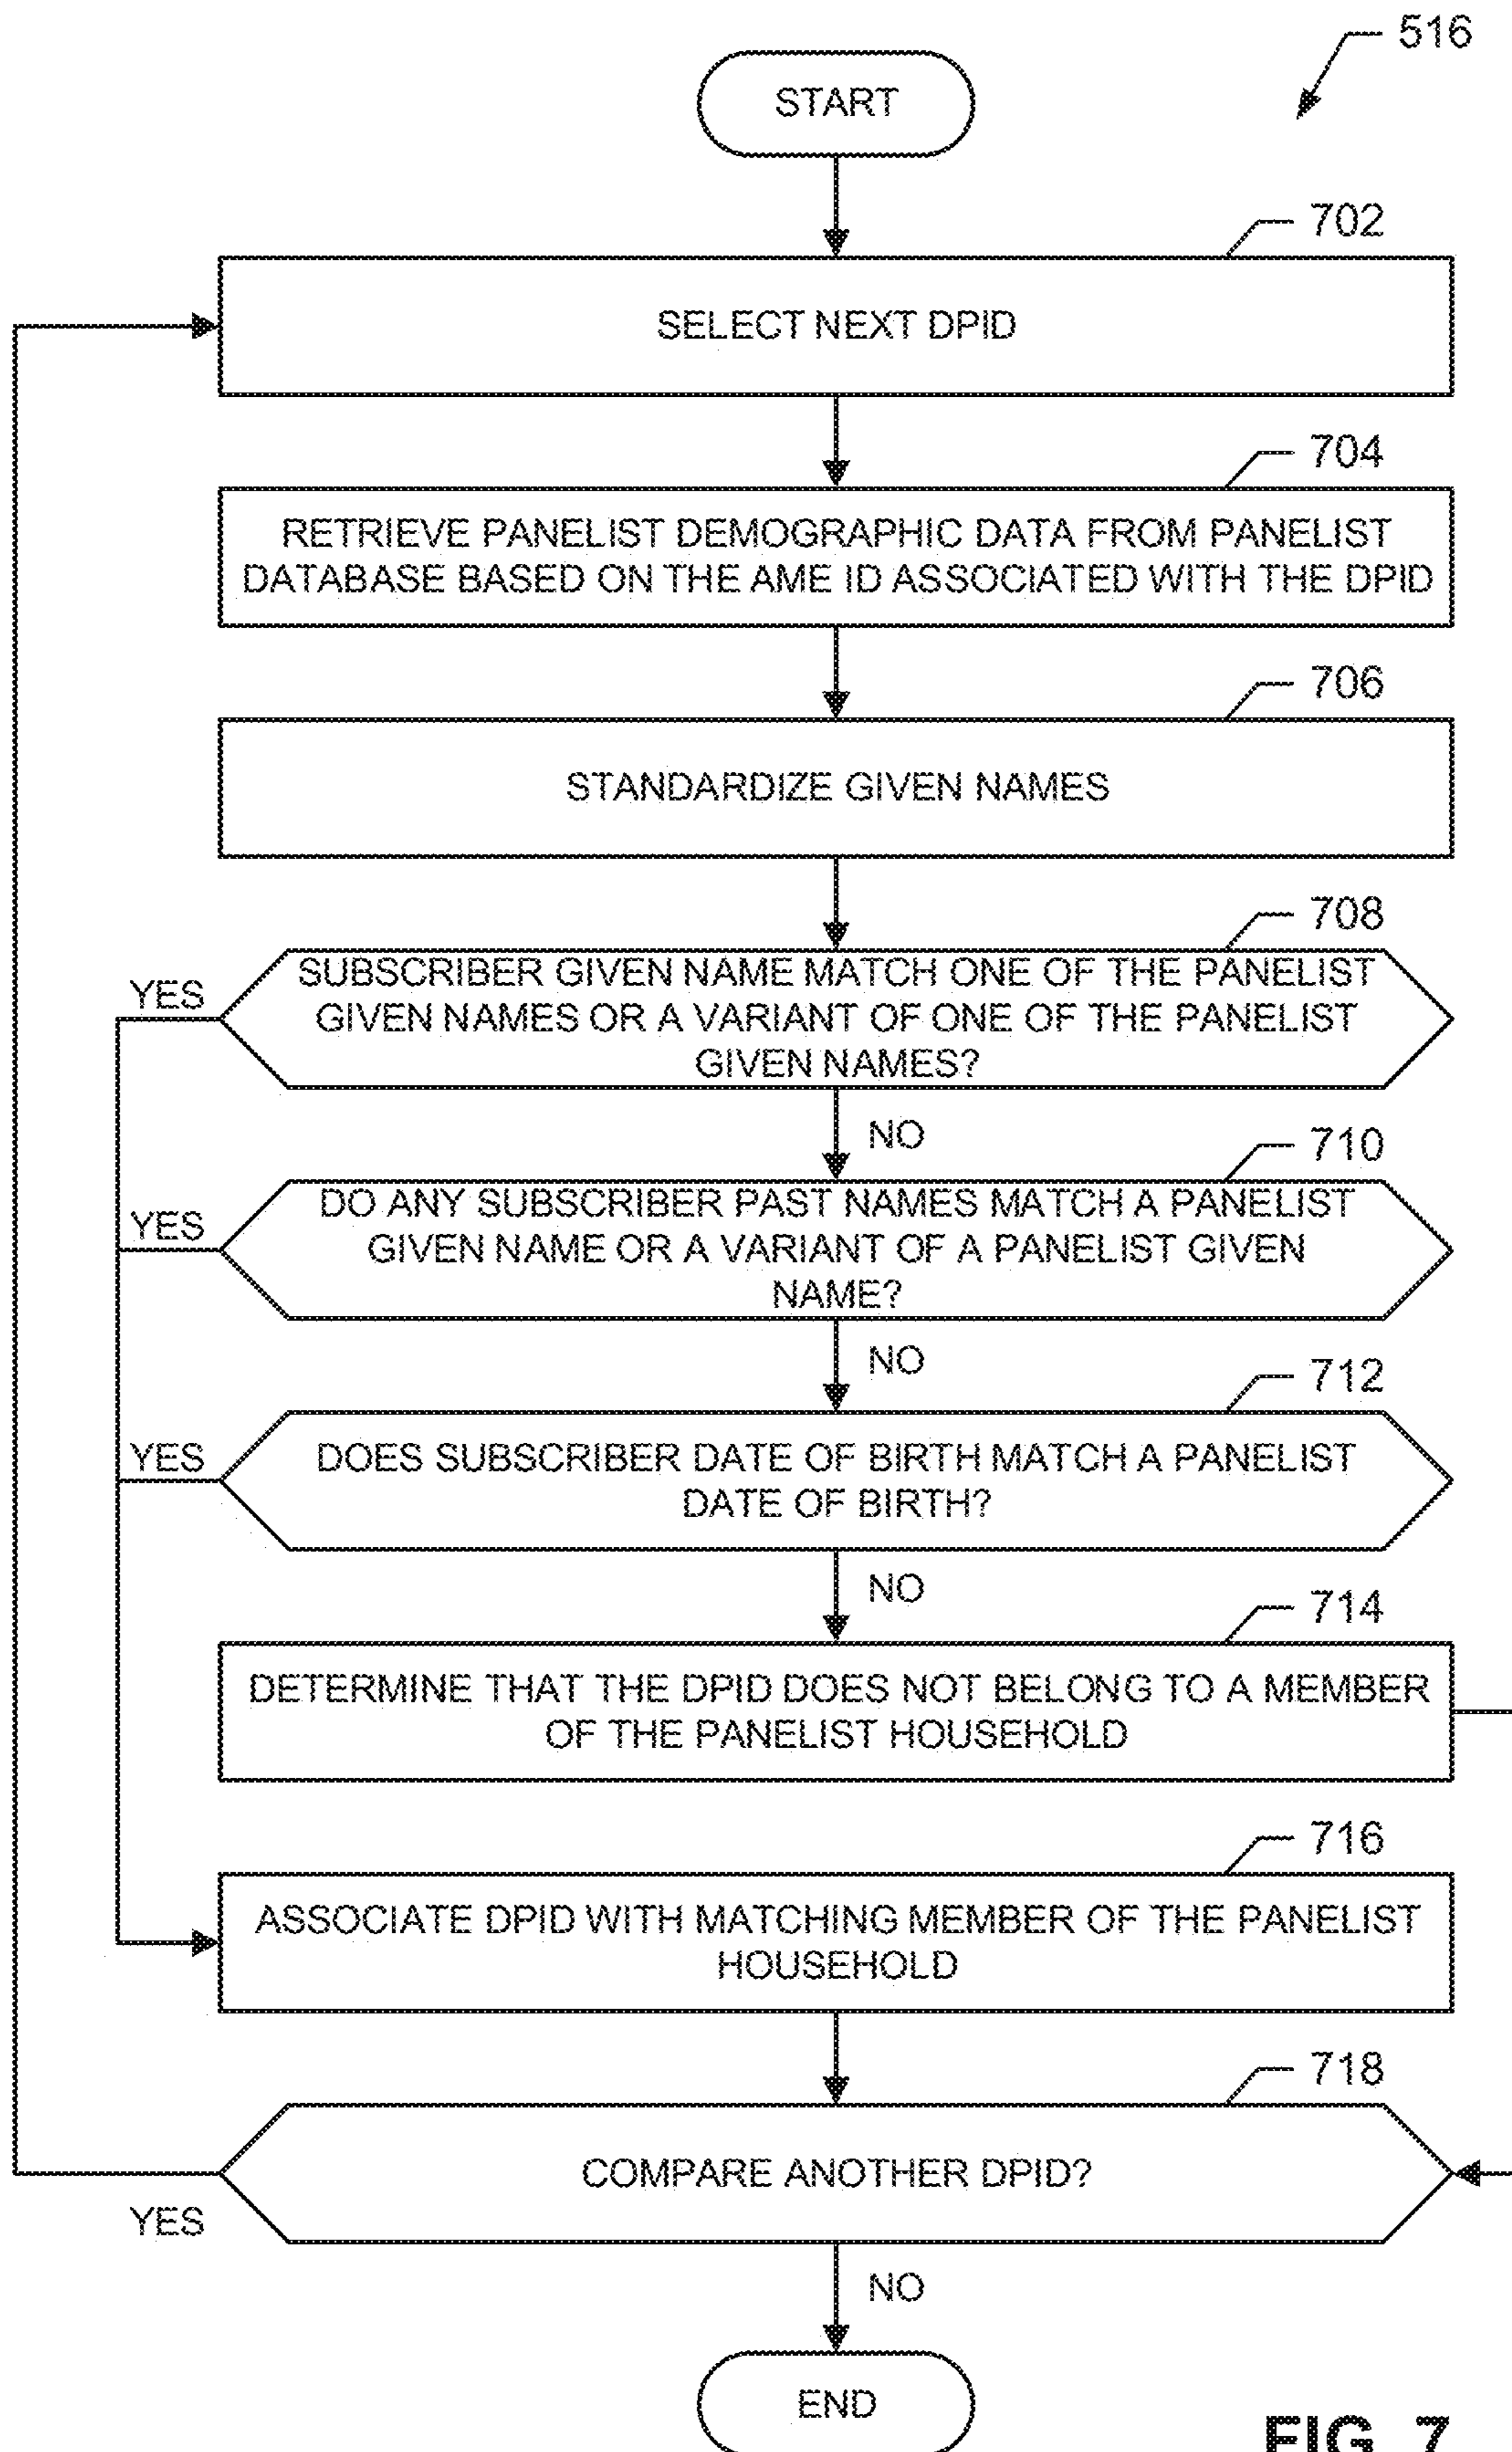 516
START
702
SELECT NEXT DPID
704
RETRIEVE PANELIST DEMOGRAPHIC DATA FROM PANELIST
DATABASE BASED ON THE AME ID ASSOCIATED WITH THE DPID
706
STANDARDIZE GIVEN NAMES
708
YES
SUBSCRIBER GIVEN NAME MATCH ONE OF THE PANELIST
GIVEN NAMES OR A VARIANT OF ONE OF THE PANELIST
GIVEN NAMES?
NO
710
YES
DO ANY SUBSCRIBER PAST NAMES MATCH A PANELIST
GIVEN NAME OR A VARIANT OF A PANELIST GIVEN
NAME?
NO
712
YES
DOES SUBSCRIBER DATE OF BIRTH MATCH A PANELIST
DATE OF BIRTH?
NO
714
DETERMINE THAT THE DPID DOES NOT BELONG TO A MEMBER
OF THE PANELIST HOUSEHOLD
716
ASSOCIATE DPID WITH MATCHING MEMBER OF THE PANELIST
HOUSEHOLD
718
COMPARE ANOTHER DPID?
YES
NO
END
FIG. 7